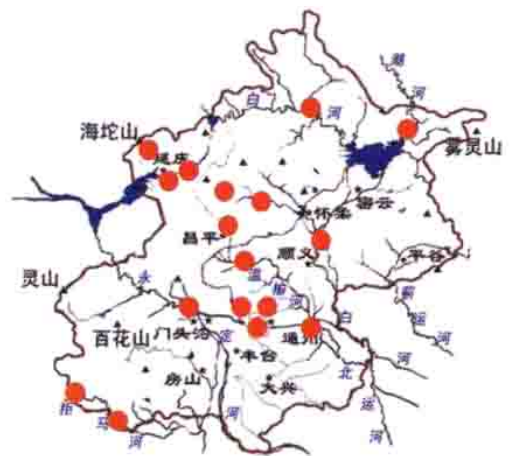 潮
河
白
河
海坨山
雾灵山
延庆
怀柔
密云
昌平
顺义
平谷
温
榆
河
灵山
永
定
河
泃
运
河
百花山
门头沟
丰台
通州
白
河
房山
大兴
北
运
河
拒
马
河